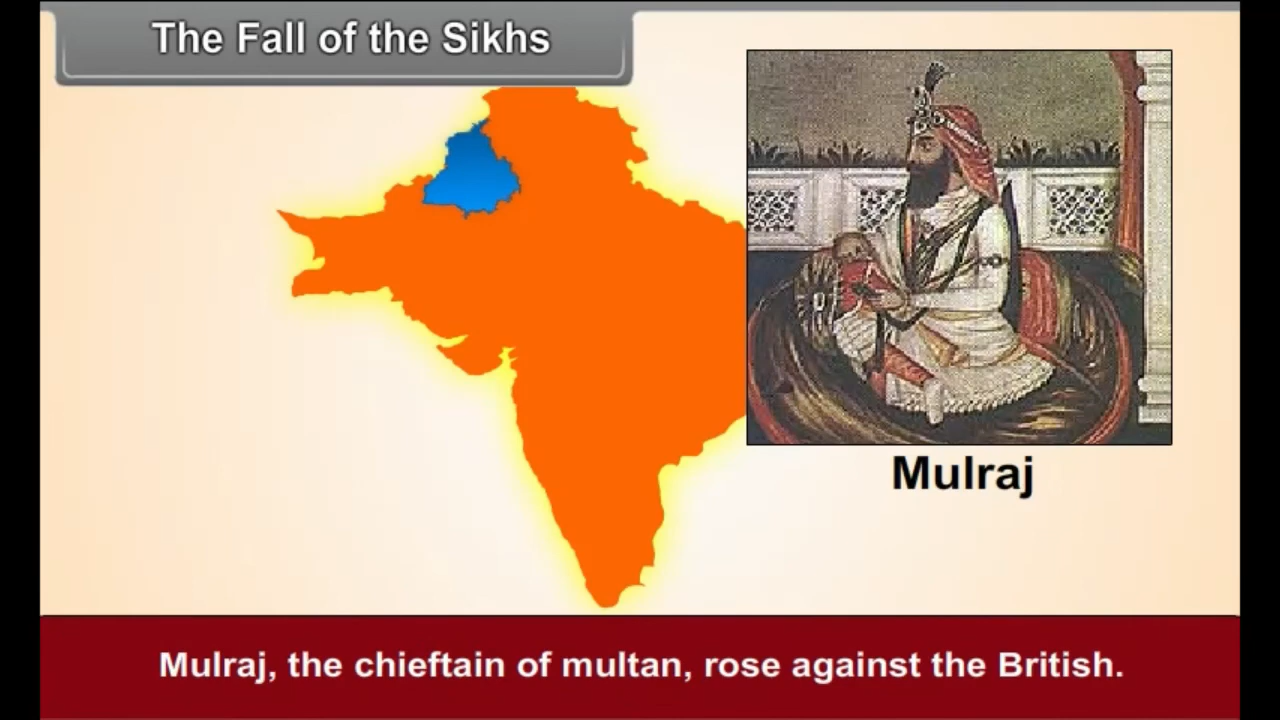 The Fall of the Sikhs
Mulraj
Mulraj, the chieftain of multan, rose against the British.